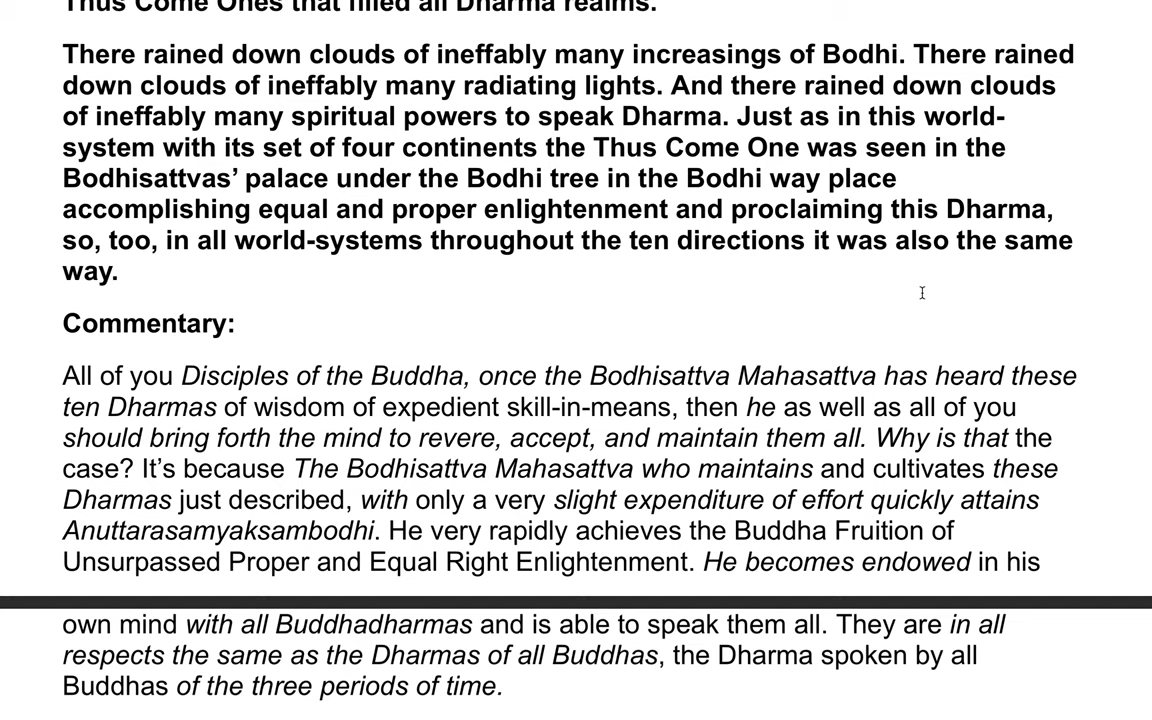 Thus Come Ones that filled all Dharma realms.
There rained down clouds of ineffably many increasings of Bodhi. There rained
down clouds of ineffably many radiating lights. And there rained down clouds
of ineffably many spiritual powers to speak Dharma. Just as in this world-
system with its set of four continents the Thus Come One was seen in the
Bodhisattvas’ palace under the Bodhi tree in the Bodhi way place
accomplishing equal and proper enlightenment and proclaiming this Dharma,
so, too, in all world-systems throughout the ten directions it was also the same
way.
Commentary:
All of you Disciples of the Buddha, once the Bodhisattva Mahasattva has heard these
ten Dharmas of wisdom of expedient skill-in-means, then he as well as all of you
should bring forth the mind to revere, accept, and maintain them all. Why is that the
case? It’s because The Bodhisattva Mahasattva who maintains and cultivates these
Dharmas just described, with only a very slight expenditure of effort quickly attains
Anuttarasamyaksambodhi. He very rapidly achieves the Buddha Fruition of
Unsurpassed Proper and Equal Right Enlightenment. He becomes endowed in his
own mind with all Buddhadharmas and is able to speak them all. They are in all
respects the same as the Dharmas of all Buddhas, the Dharma spoken by all
Buddhas of the three periods of time.